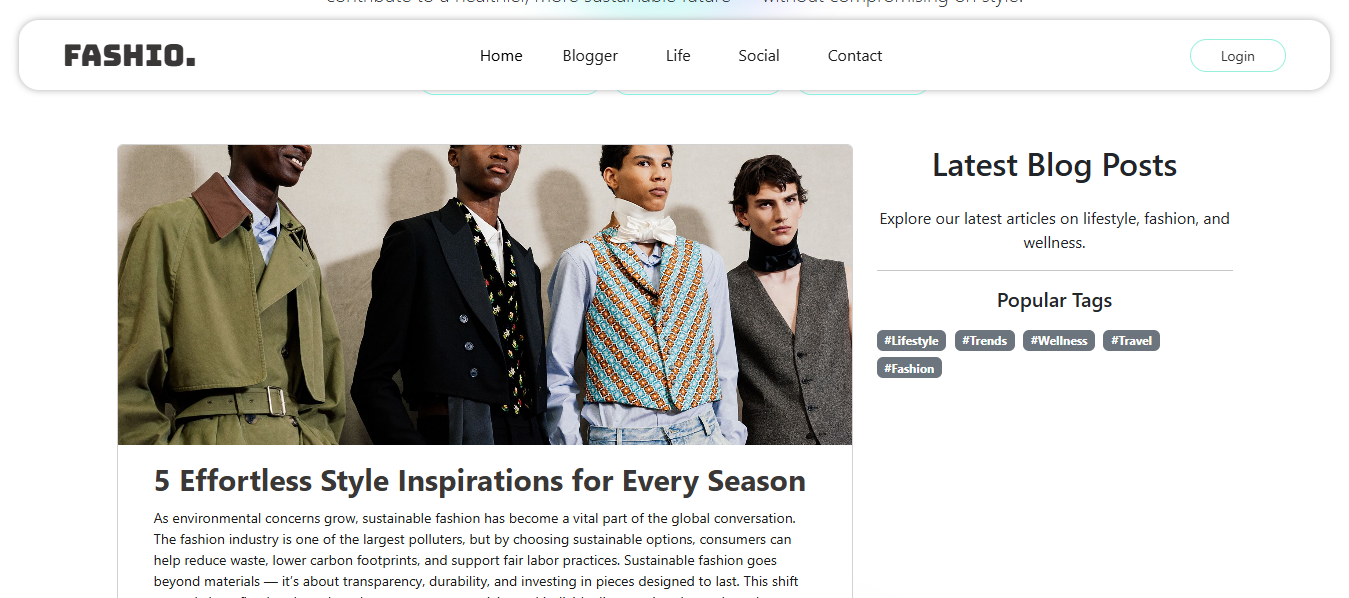 contribute to a healthier, more sustainable future — without compromising on style.
FASHIO.
Home Blogger Life Social Contact
Login
Latest Blog Posts
Explore our latest articles on lifestyle, fashion, and
wellness.
Popular Tags
#Lifestyle #Trends #Wellness #Travel
#Fashion
5 Effortless Style Inspirations for Every Season
As environmental concerns grow, sustainable fashion has become a vital part of the global conversation.
The fashion industry is one of the largest polluters, but by choosing sustainable options, consumers can
help reduce waste, lower carbon footprints, and support fair labor practices. Sustainable fashion goes
beyond materials — it’s about transparency, durability, and investing in pieces designed to last. This shift